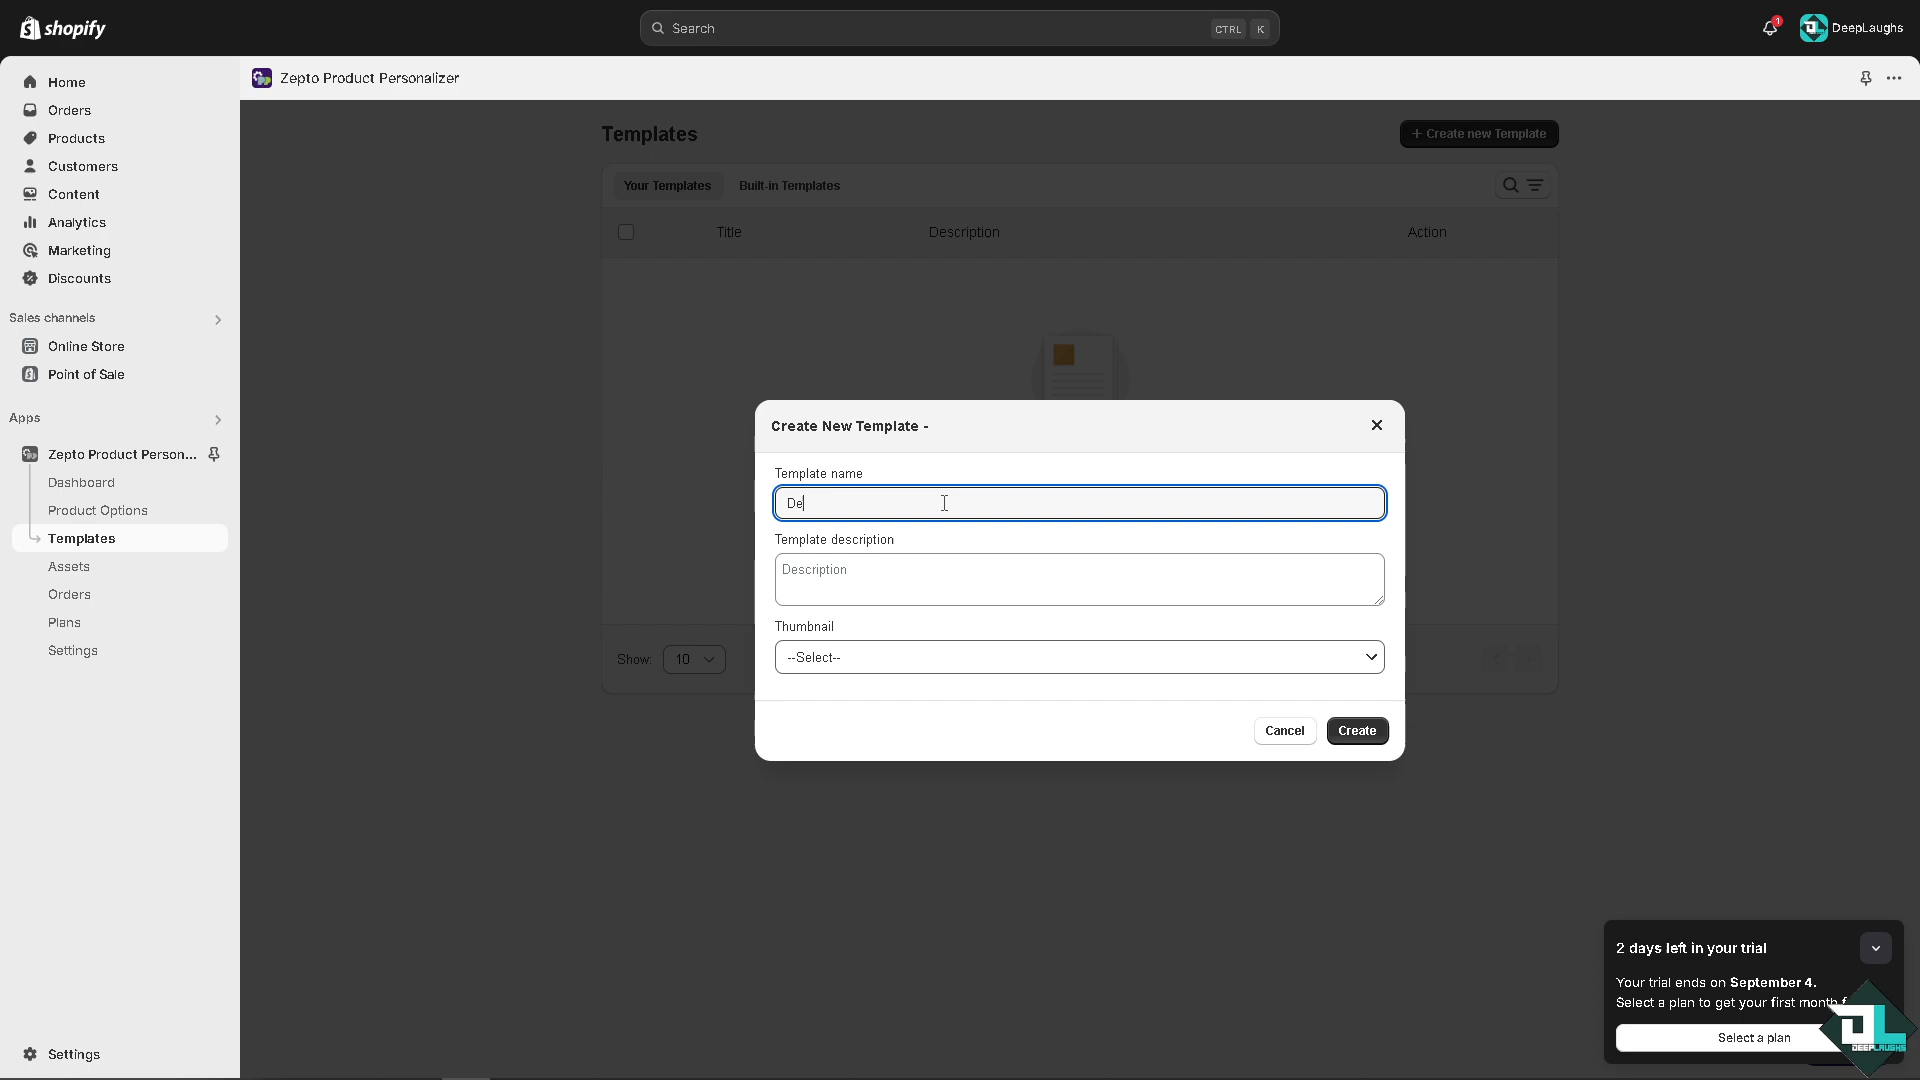 shopify
Search
CTRL K
1
DeepLaughs
Home
Orders
Products
Customers
Content
Analytics
Marketing
Discounts
Sales channels
Online Store
Point of Sale
Apps
Zepto Product Person...
Dashboard
Product Options
Templates
Assets
Orders
Plans
Settings
Settings
Zepto Product Personalizer
Templates
+ Create new Template
Your Templates
Built-in Templates
Title
Description
Action
Show:
10
Create New Template -
Template name
De
Template description
Description
Thumbnail
--Select--
Cancel
Create
2 days left in your trial
Your trial ends on September 4.
Select a plan to get your first month f
Select a plan
DEEPLAUGHS